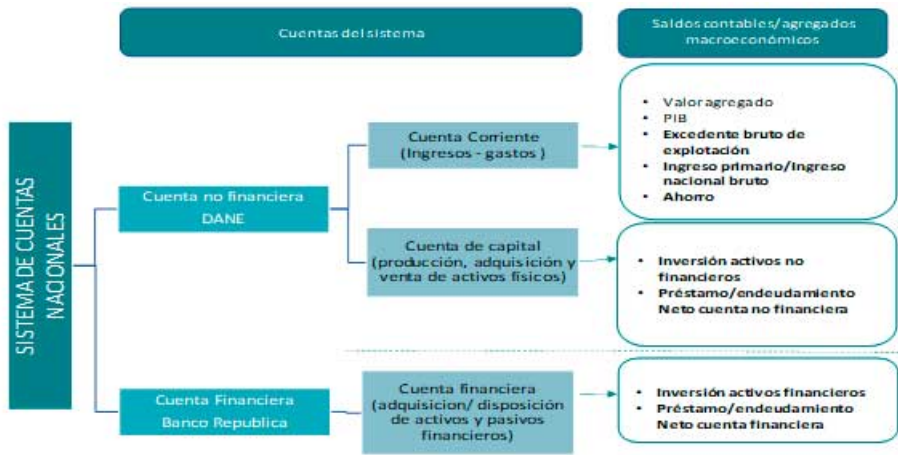 Cuentas del sistema
Saldos contables/agregados
macroeconómicos
SISTEMA DE CUENTAS
NACIONALES
Cuenta no financiera
DANE
Cuenta Corriente
(Ingresos - gastos )
• Valor agregado
• PIB
• Excedente bruto de
explotación
• Ingreso primario/Ingreso
nacional bruto
• Ahorro
Cuenta de capital
(producción, adquisición y
venta de activos físicos)
• Inversión activos no
financieros
• Préstamo/endeudamiento
Neto cuenta no financiera
Cuenta Financiera
Banco Republica
Cuenta financiera
(adquisicion/ disposición
de activos y pasivos
financieros)
• Inversión activos financieros
• Préstamo/endeudamiento
Neto cuenta financiera